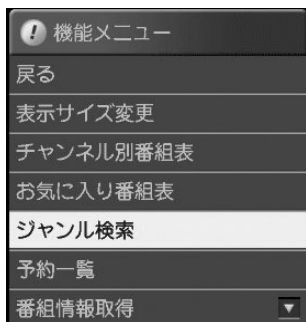 機能メニュー
戻る
表示サイズ変更
チャンネル別番組表
お気に入り番組表
ジャンル検索
予約一覧
番組情報取得